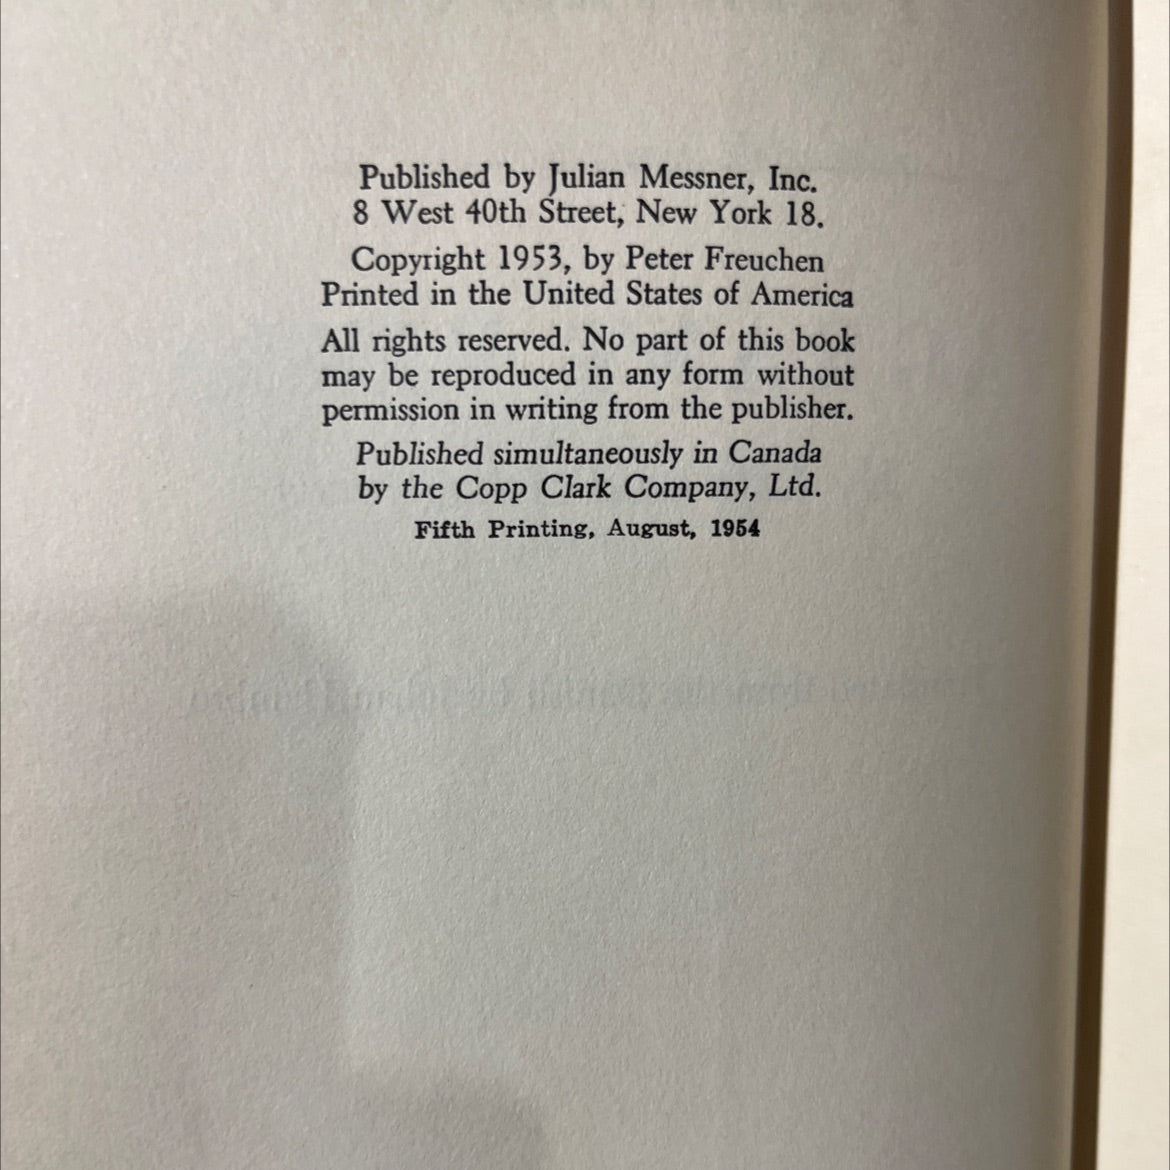 Published by Julian Messner, Inc.
8 West 40th Street, New York 18.
Copyright 1953, by Peter Freuchen
Printed in the United States of America
All rights reserved. No part of this book
may be reproduced in any form without
permission in writing from the publisher.
Published simultaneously in Canada
by the Copp Clark Company, Ltd.
Fifth Printing, August, 1954